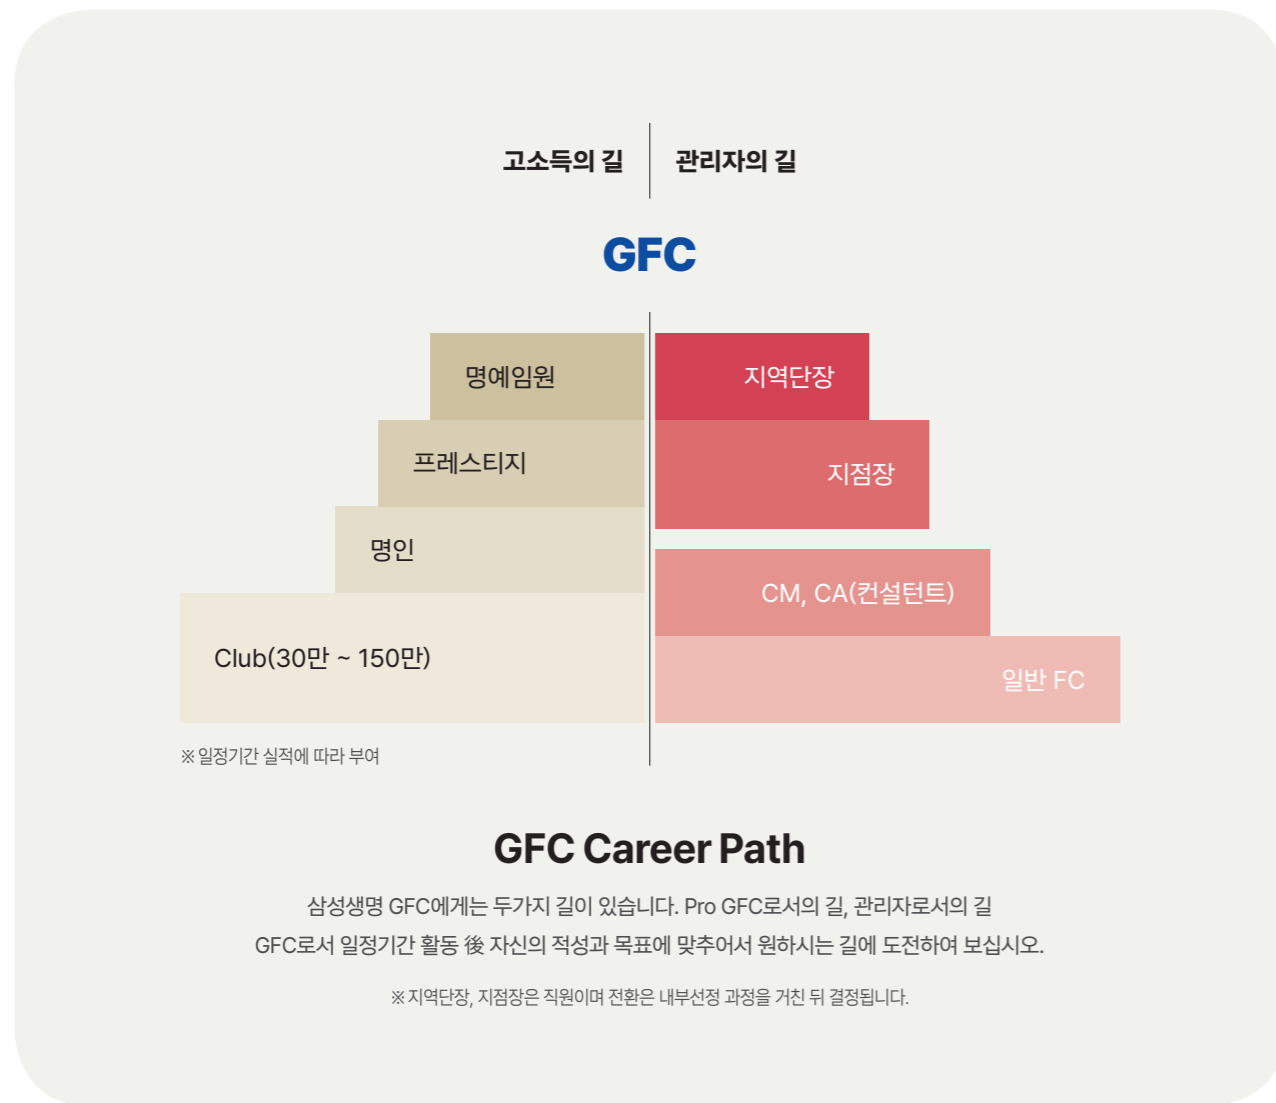 고소득의 길
관리자의 길
GFC
명예임원
프레스티지
명인
Club(30만 ~ 150만)
※ 일정기간 실적에 따라 부여
지역단장
지점장
CM, CA(컨설턴트)
일반 FC
GFC Career Path
삼성생명 GFC에게는 두가지 길이 있습니다. Pro GFC로서의 길, 관리자로서의 길
GFC로서 일정기간 활동 後 자신의 적성과 목표에 맞추어서 원하시는 길에 도전하여 보십시오.
※ 지역단장, 지점장은 직원이며 전환은 내부선정 과정을 거친 뒤 결정됩니다.